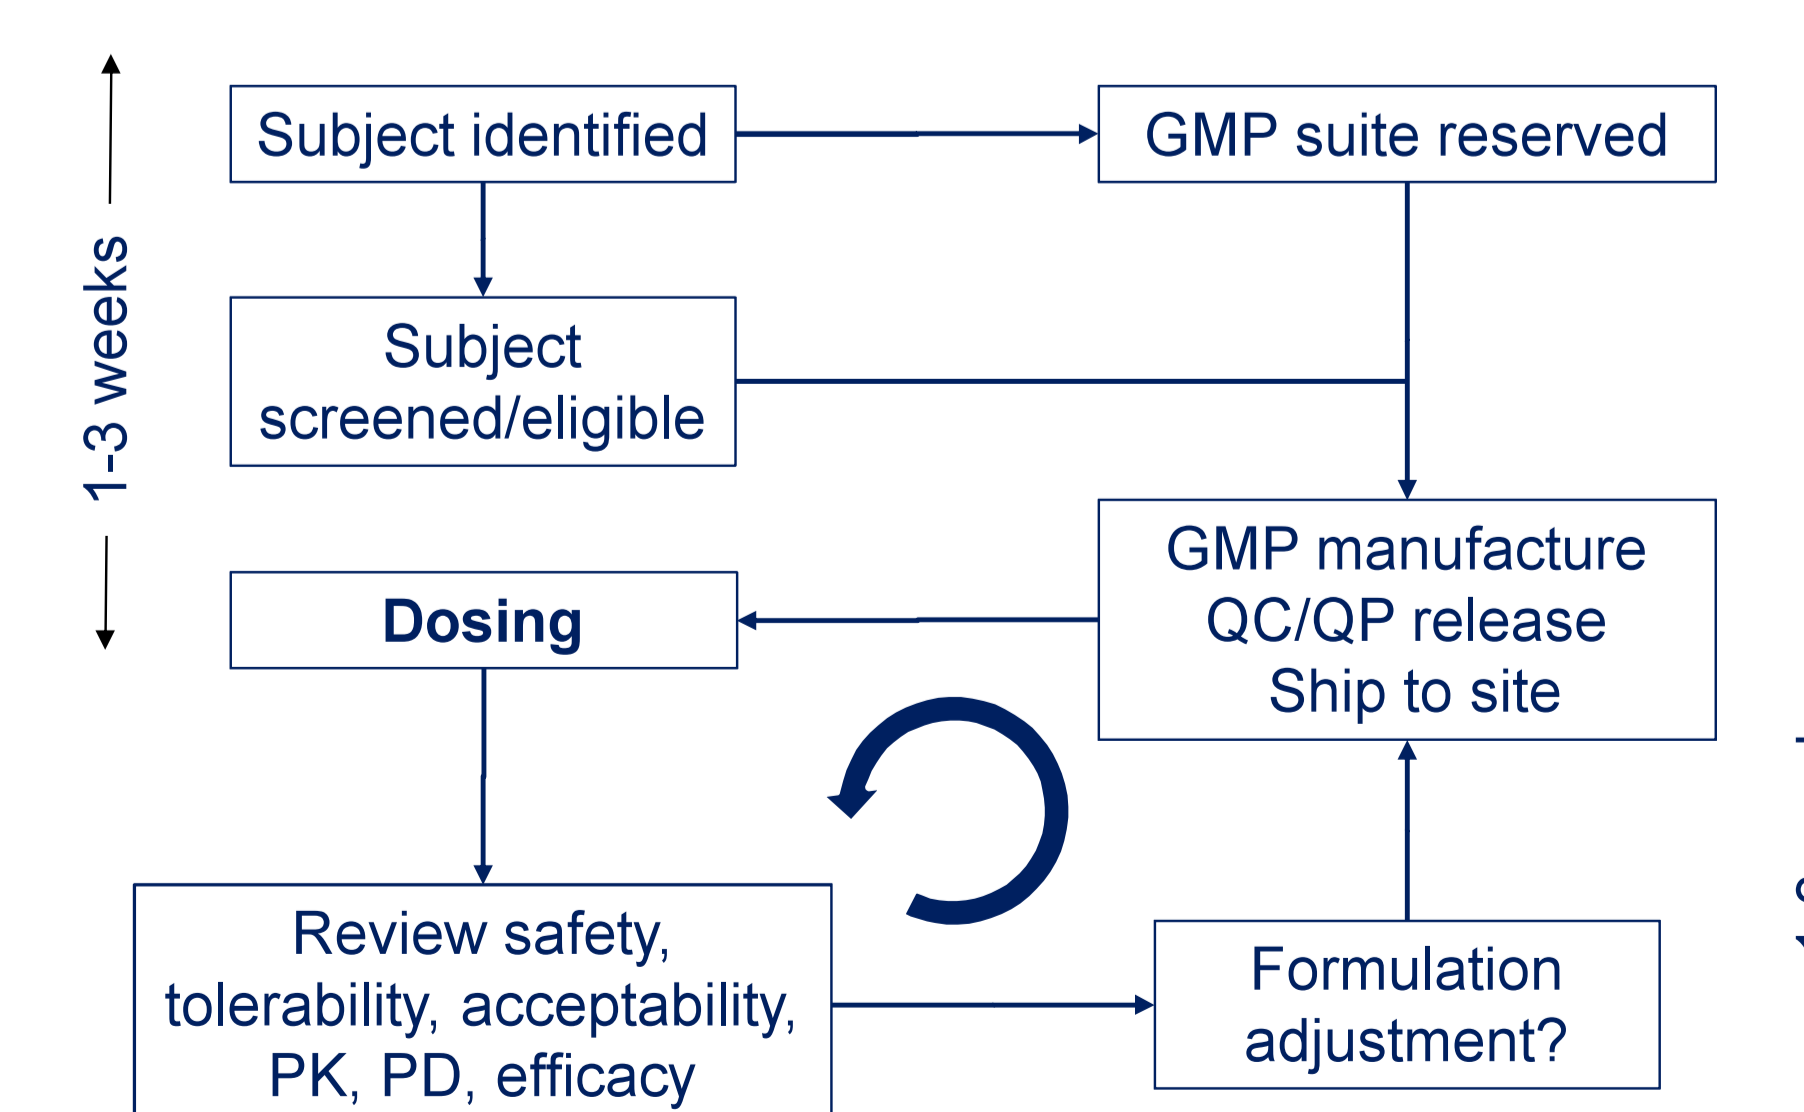 1-3 weeks
Subject identified
GMP suite reserved
Subject
screened/eligible
GMP manufacture
QC/QP release
Ship to site
Dosing
Review safety,
tolerability, acceptability,
PK, PD, efficacy
Formulation
adjustment?